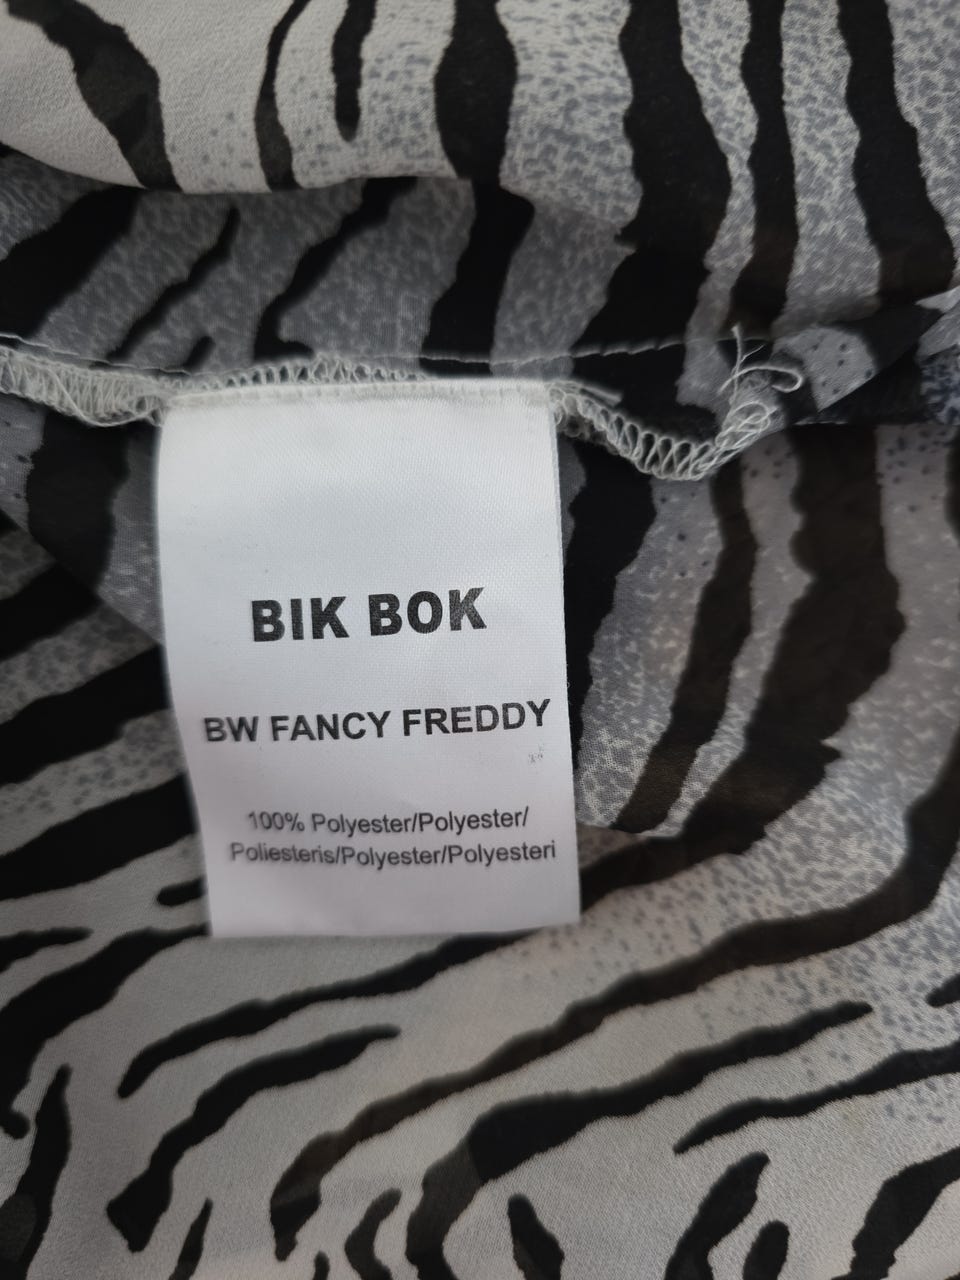 BIK BOK
BW FANCY FREDDY
100% Polyester/Polyester/
Poliesteris/Polyester/Polyesteri